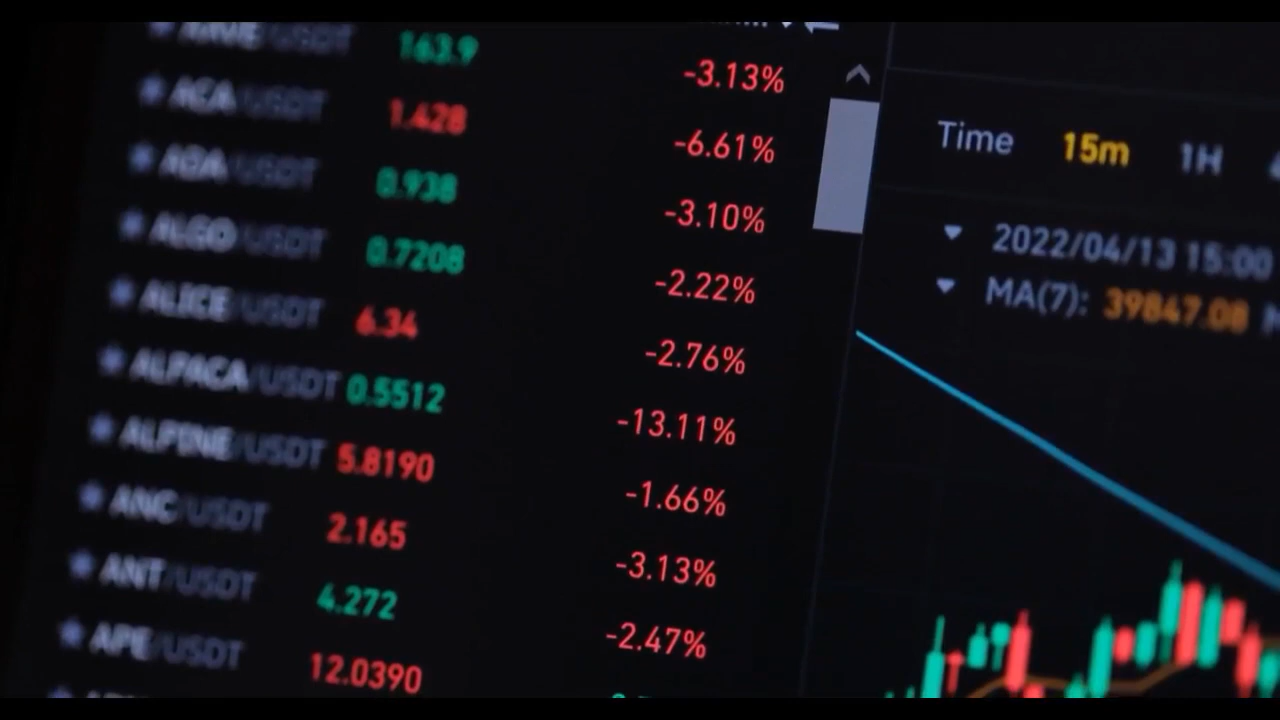 AAVE/USDT 163.9 -3.13%
ACA/USDT 1.428 -6.61%
ADA/USDT 0.938 -3.10%
ALGO/USDT 0.7208 -2.22%
ALICE/USDT 6.34 -2.76%
ALPACA/USDT 0.5512 -13.11%
ALPINE/USDT 5.8190 -1.66%
ANC/USDT 2.165 -3.13%
ANT/USDT 4.272 -2.47%
APE/USDT 12.0390
Time 15m 1H
2022/04/13 15:00
MA(7): 39847.08